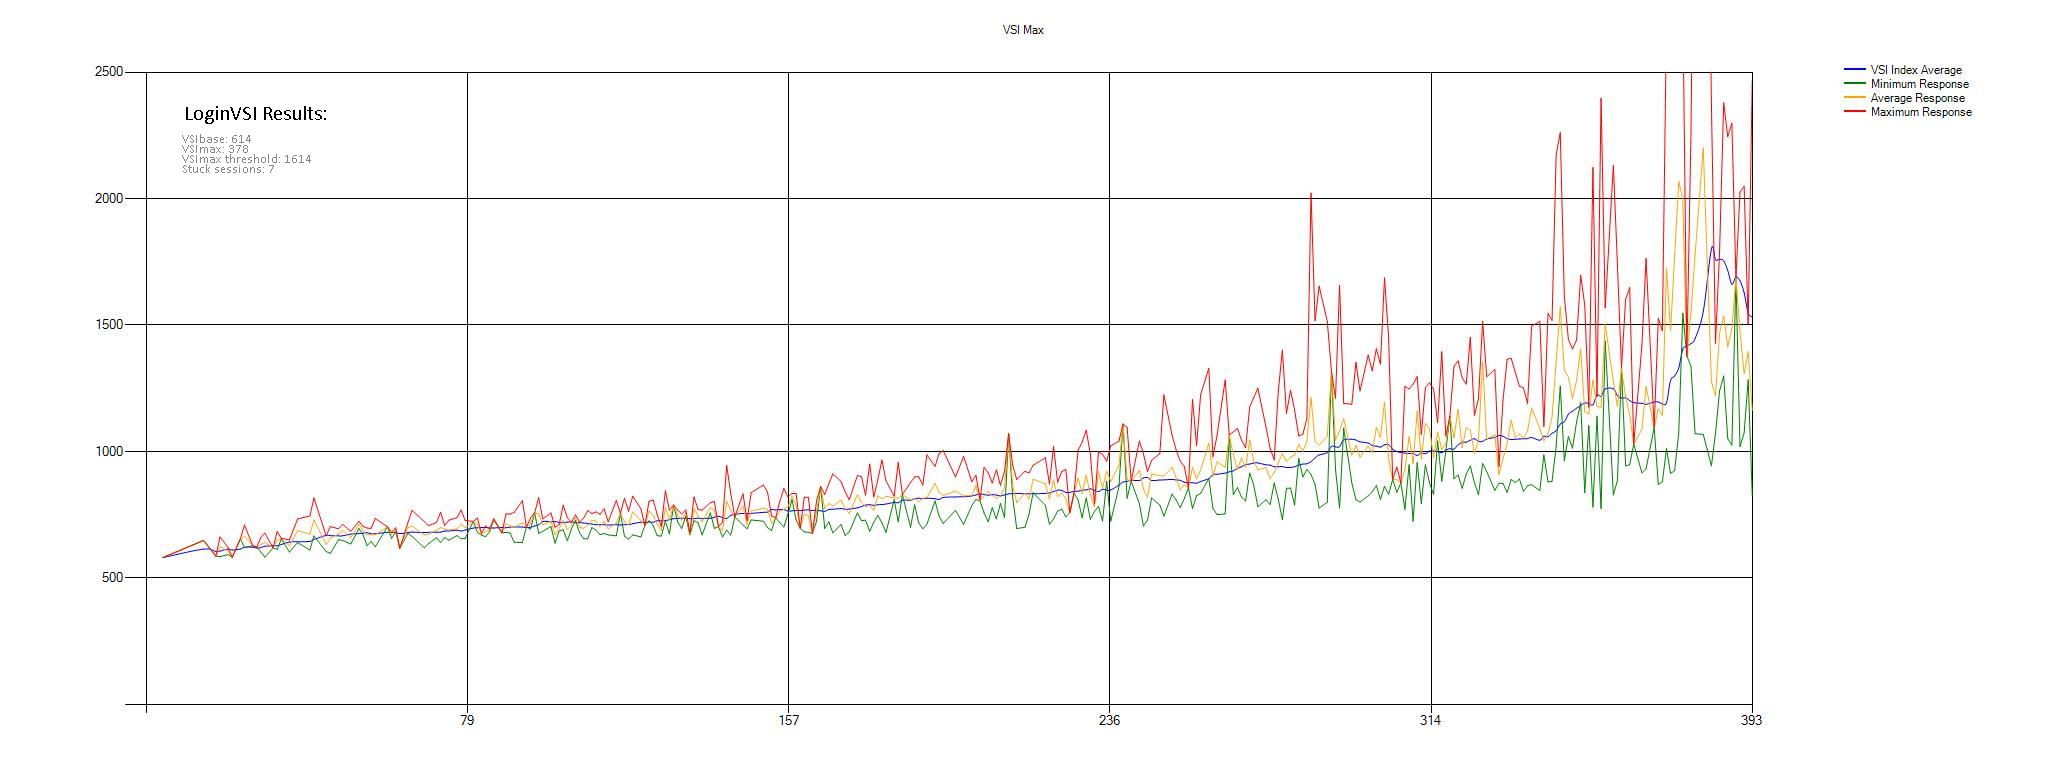 VSI Max
2500
2000
1500
1000
500
LoginVSI Results:
VSIbase: 614
VSImax: 378
VSImax threshold: 1614
Stuck sessions: 7
VSI Index Average
Minimum Response
Average Response
Maximum Response
79
157
236
314
393